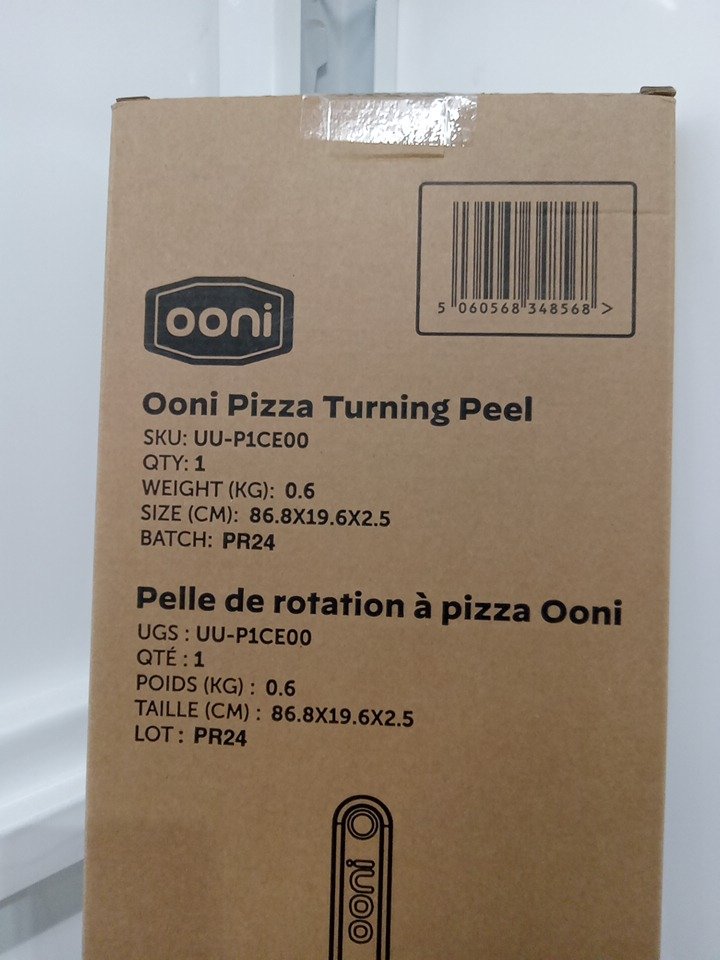 5 060568 348568 >
ooni
Ooni Pizza Turning Peel
SKU: UU-P1CE00
QTY: 1
WEIGHT (KG): 0.6
SIZE (CM): 86.8X19.6X2.5
BATCH: PR24
Pelle de rotation à pizza Ooni
UGS : UU-P1CE00
QTÉ : 1
POIDS (KG) : 0.6
TAILLE (CM) : 86.8X19.6X2.5
LOT : PR24
ooni